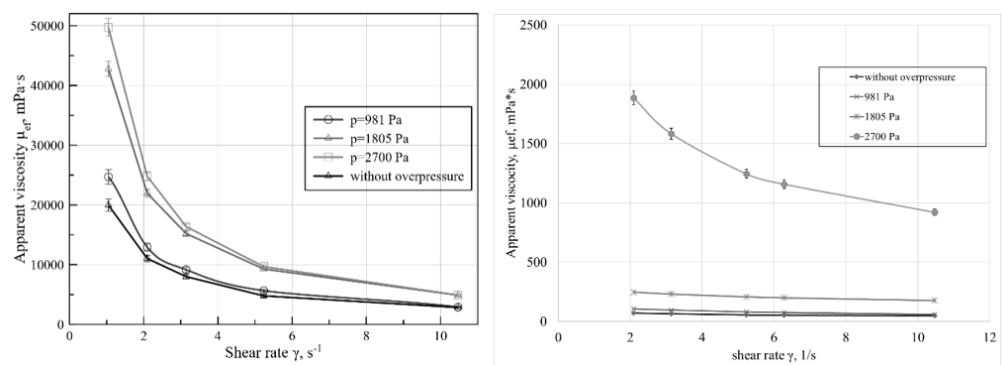 50000
40000
30000
20000
10000
0
Apparent viscosity μef, mPa·s
p=981 Pa
p=1805 Pa
p=2700 Pa
without overpressure
0 2 4 6 8 10
Shear rate γ, s-1
2500
2000
1500
1000
500
0
Apparent viscocity, μef, mPa*s
without overpressure
981 Pa
1805 Pa
2700 Pa
0 2 4 6 8 10 12
shear rate γ, 1/s